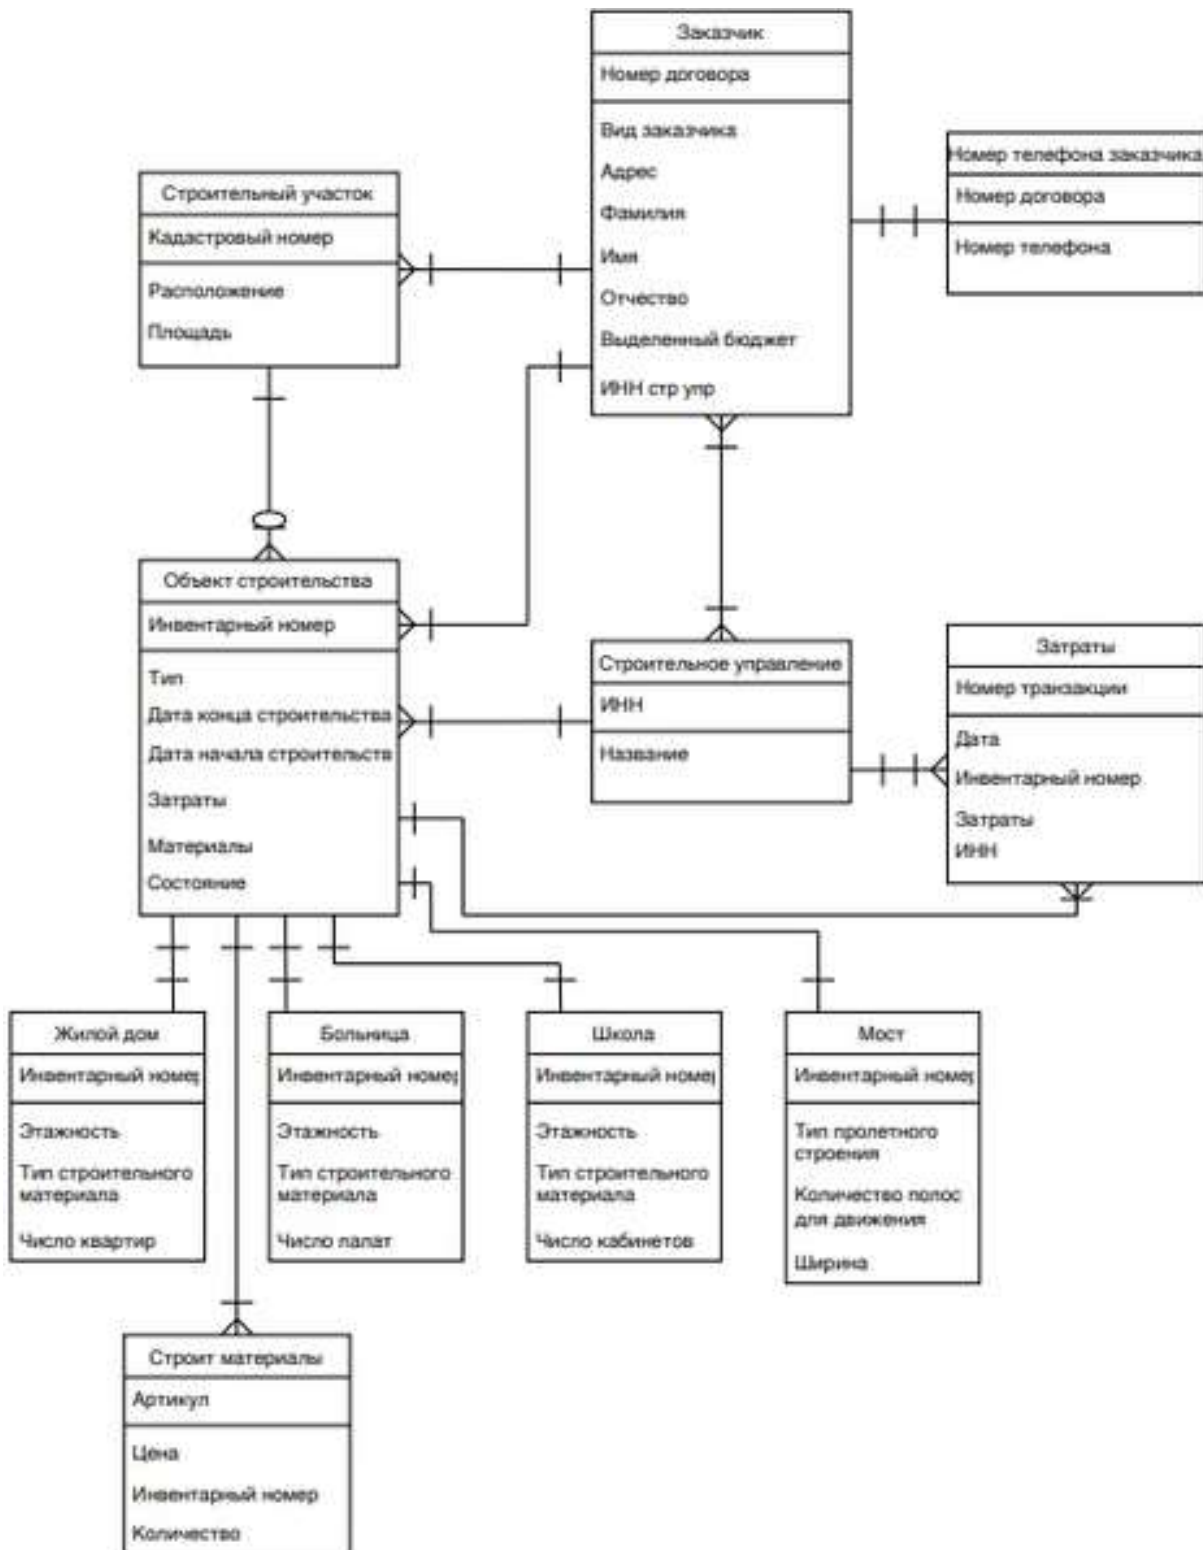 Заказчик
Номер договора
Вид заказчика
Адрес
Фамилия
Имя
Отчество
Выделенный бюджет
ИНН стр упр
Номер телефона заказчика
Номер договора
Номер телефона
Строительный участок
Кадастровый номер
Расположение
Площадь
Объект строительства
Инвентарный номер
Тип
Дата конца строительства
Дата начала строительств
Затраты
Материалы
Состояние
Строительное управление
ИНН
Название
Затраты
Номер транзакции
Дата
Инвентарный номер
Затраты
ИНН
Жилой дом
Инвентарный номер
Этажность
Тип строительного
материала
Число квартир
Больница
Инвентарный номер
Этажность
Тип строительного
материала
Число палат
Школа
Инвентарный номер
Этажность
Тип строительного
материала
Число кабинетов
Мост
Инвентарный номер
Тип пролетного
строения
Количество полос
для движения
Ширина
Строит материалы
Артикул
Цена
Инвентарный номер
Количество